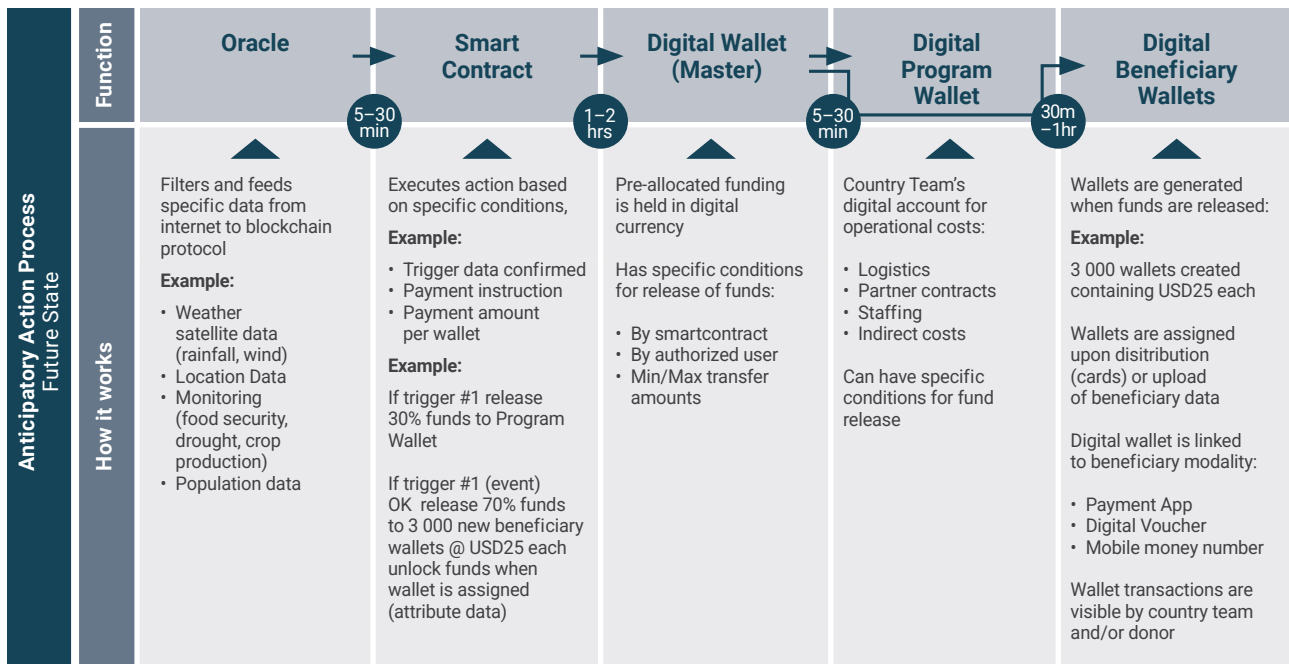 Anticipatory Action Process
Future State
Function
How it works
Oracle
5–30
min
Smart
Contract
1–2
hrs
Digital Wallet
(Master)
5–30
min
Digital
Program
Wallet
30m
–1hr
Digital
Beneficiary
Wallets
Filters and feeds
specific data from
internet to blockchain
protocol
Example:
• Weather
satellite data
(rainfall, wind)
• Location Data
• Monitoring
(food security,
drought, crop
production)
• Population data
Executes action based
on specific conditions,
Example:
• Trigger data confirmed
• Payment instruction
• Payment amount
per wallet
Example:
If trigger #1 release
30% funds to Program
Wallet
If trigger #1 (event)
OK release 70% funds
to 3 000 new beneficiary
wallets @ USD25 each
unlock funds when
wallet is assigned
(attribute data)
Pre-allocated funding
is held in digital
currency
Has specific conditions
for release of funds:
• By smartcontract
• By authorized user
• Min/Max transfer
amounts
Country Team’s
digital account for
operational costs:
• Logistics
• Partner contracts
• Staffing
• Indirect costs
Can have specific
conditions for fund
release
Wallets are generated
when funds are released:
Example:
3 000 wallets created
containing USD25 each
Wallets are assigned
upon disitribution
(cards) or upload
of beneficiary data
Digital wallet is linked
to beneficiary modality:
• Payment App
• Digital Voucher
• Mobile money number
Wallet transactions are
visible by country team
and/or donor